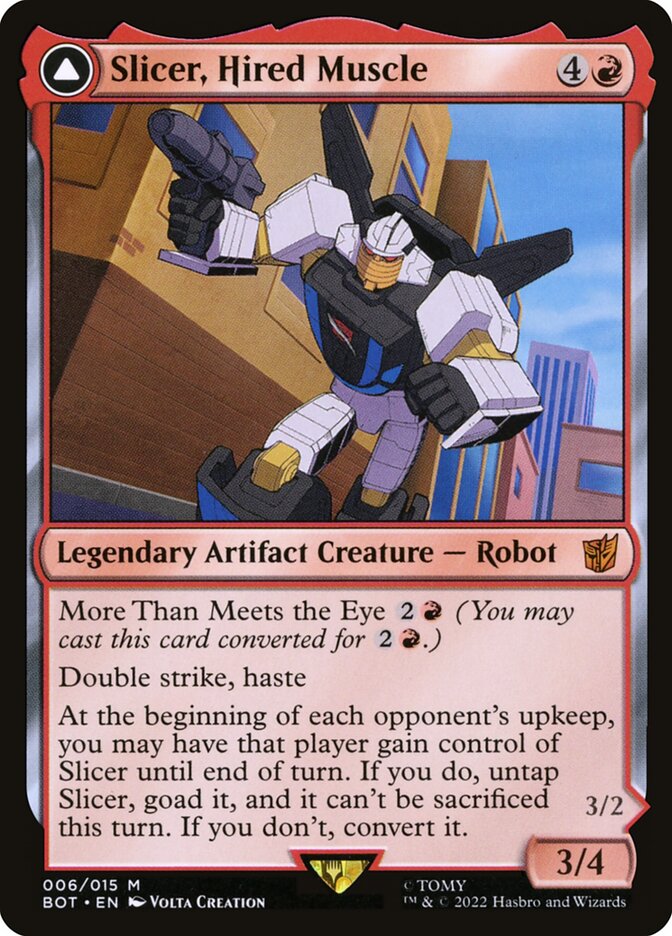 Slicer, Hired Muscle 4
Legendary Artifact Creature — Robot
More Than Meets the Eye 2 (You may
cast this card converted for 2 .)
Double strike, haste
At the beginning of each opponent's upkeep,
you may have that player gain control of
Slicer until end of turn. If you do, untap
Slicer, goad it, and it can't be sacrificed
this turn. If you don't, convert it.
3/2
3/4
006/015 M
BOT • EN Volta Creation
© TOMY
™ & © 2022 Hasbro and Wizards